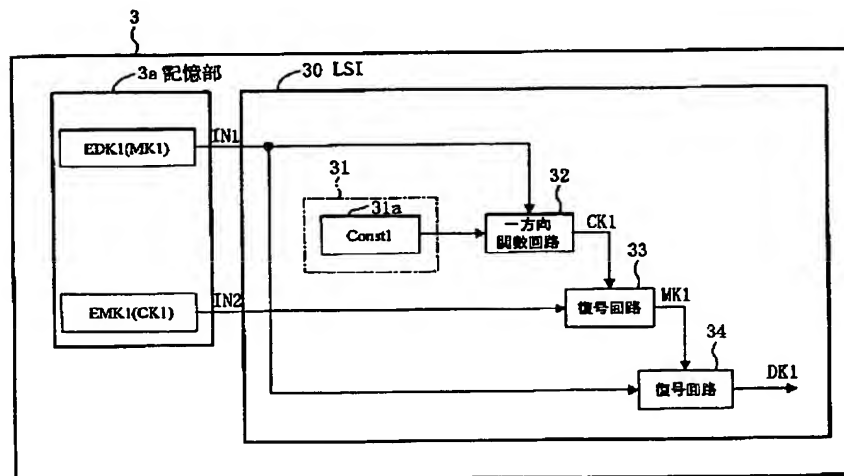 3
3a 記憶部
30 LSI
EDK1(MK1)
IN1
31
31a
Const1
32
一方向
関数回路
CK1
33
EMK1(CK1)
IN2
復号回路
MK1
34
復号回路
DK1